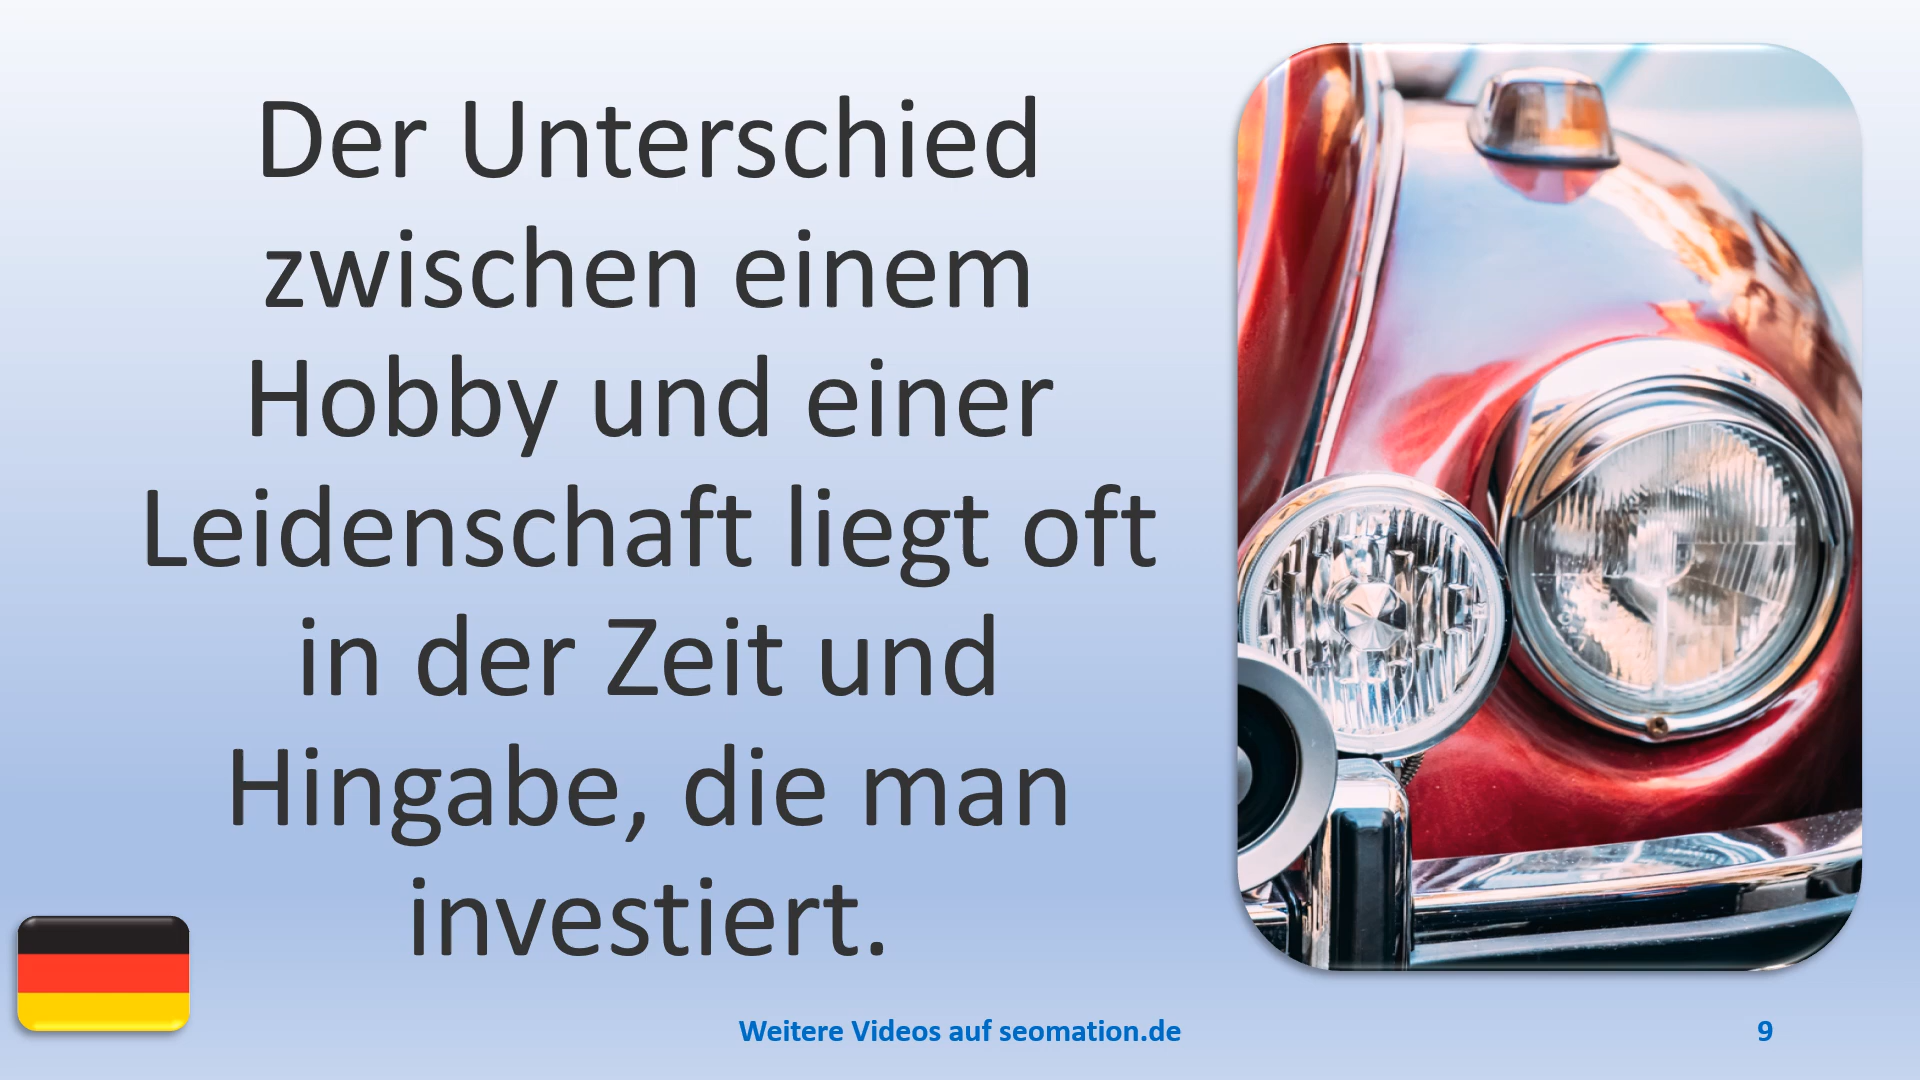 Der Unterschied
zwischen einem
Hobby und einer
Leidenschaft liegt oft
in der Zeit und
Hingabe, die man
investiert.
Weitere Videos auf seomation.de
9